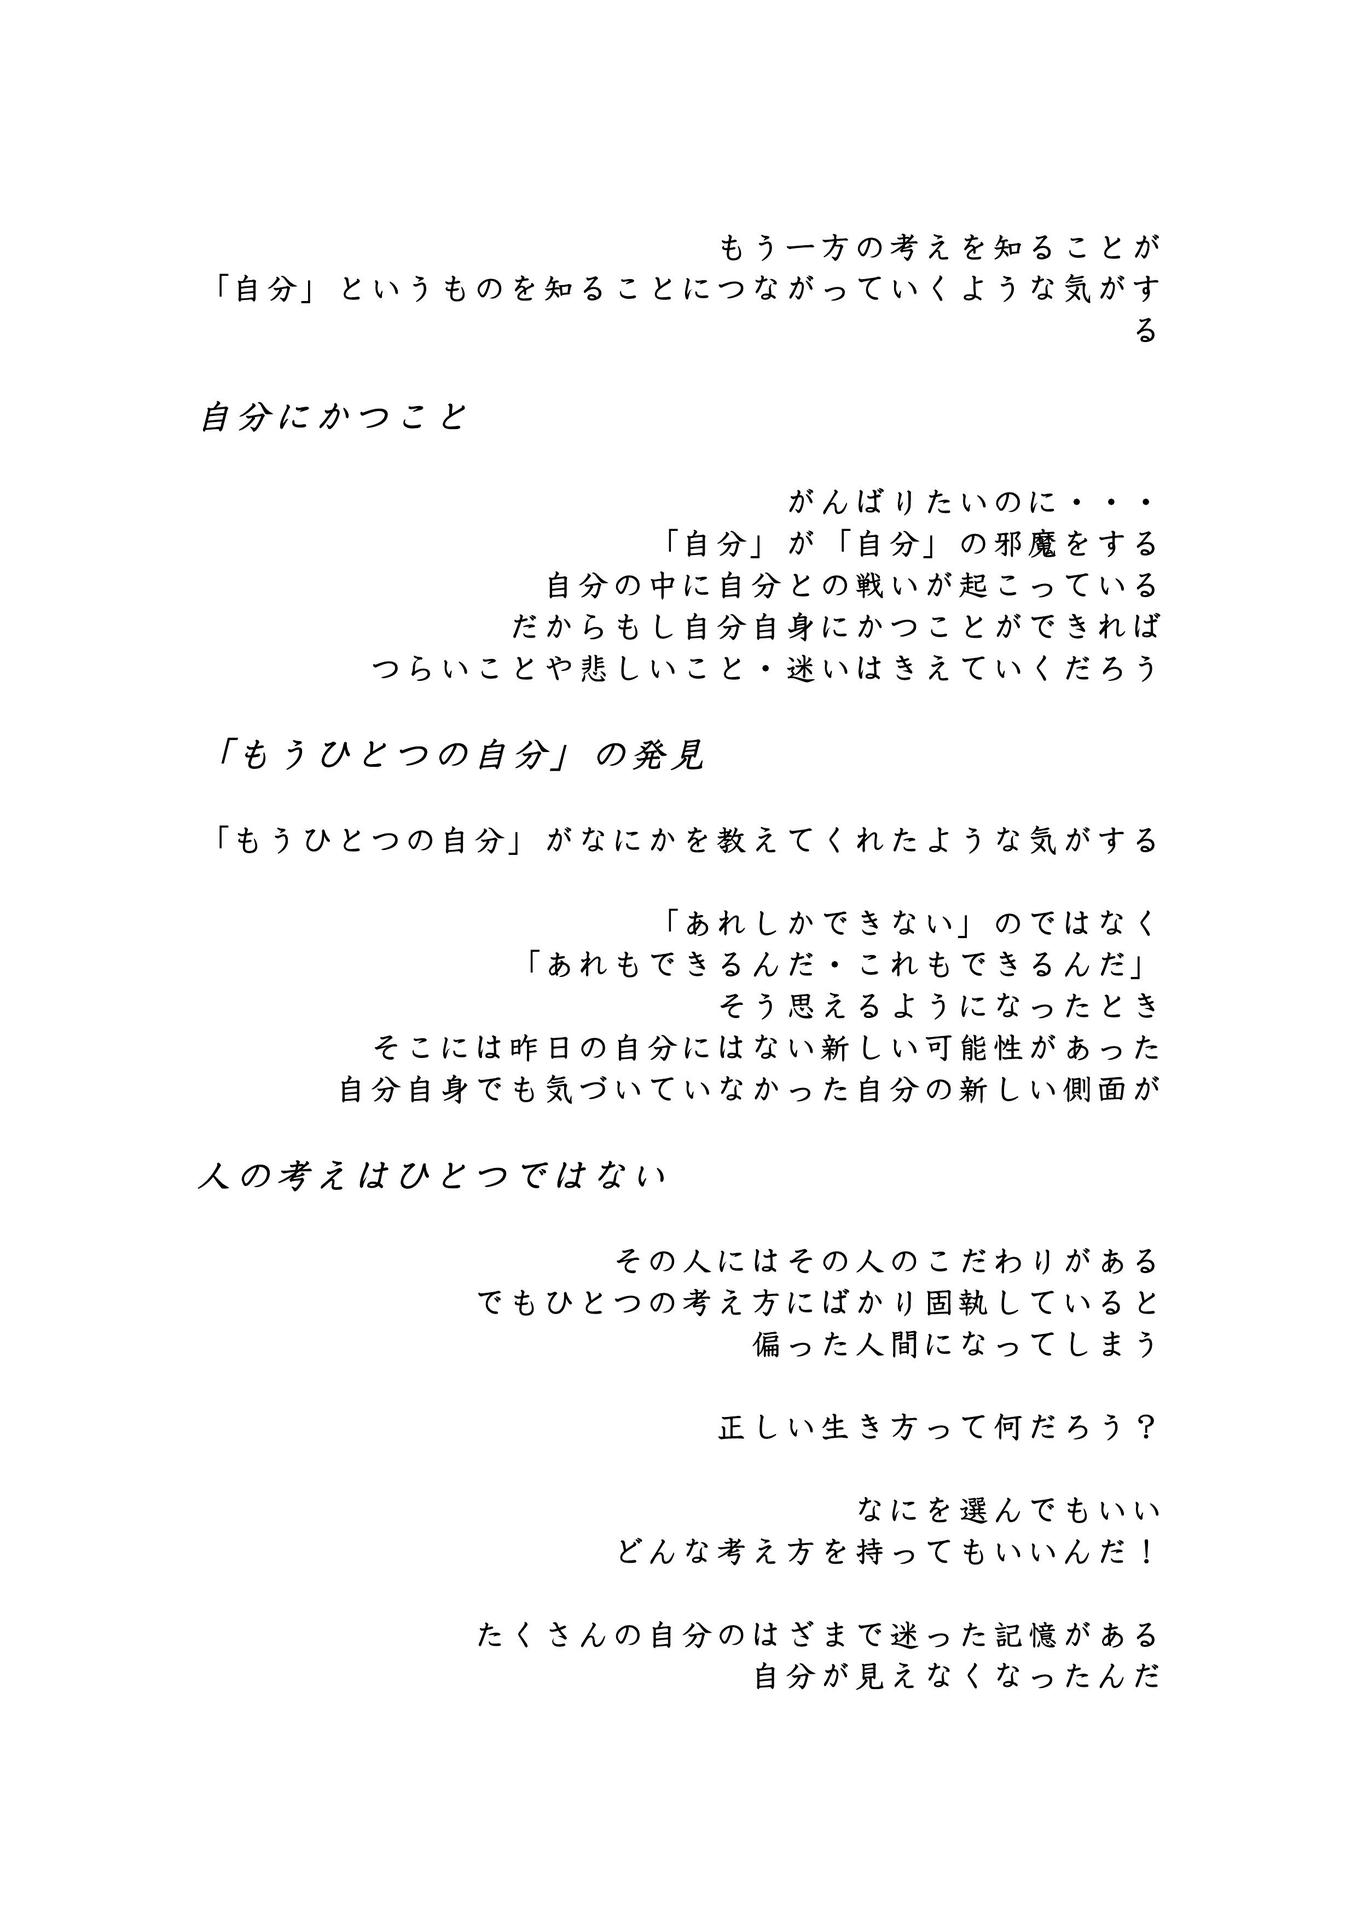 もう一方の考えを知ることが
「自分」というものを知ることにつながっていくような気がす
る
自分にかつこと
がんばりたいのに・・・
「自分」が「自分」の邪魔をする
自分の中に自分との戦いが起こっている
だからもし自分自身にかつことができれば
つらいことや悲しいこと・迷いはきえていくだろう
「もうひとつの自分」の発見
「もうひとつの自分」がなにかを教えてくれたような気がする
「あれしかできない」のではなく
「あれもできるんだ・これもできるんだ」
そう思えるようになったとき
そこには昨日の自分にはない新しい可能性があった
自分自身でも気づいていなかった自分の新しい側面が
人の考えはひとつではない
その人にはその人のこだわりがある
でもひとつの考え方にばかり固執していると
偏った人間になってしまう
正しい生き方って何だろう？
なにを選んでもいい
どんな考え方を持ってもいいんだ！
たくさんの自分のはざまで迷った記憶がある
自分が見えなくなったんだ